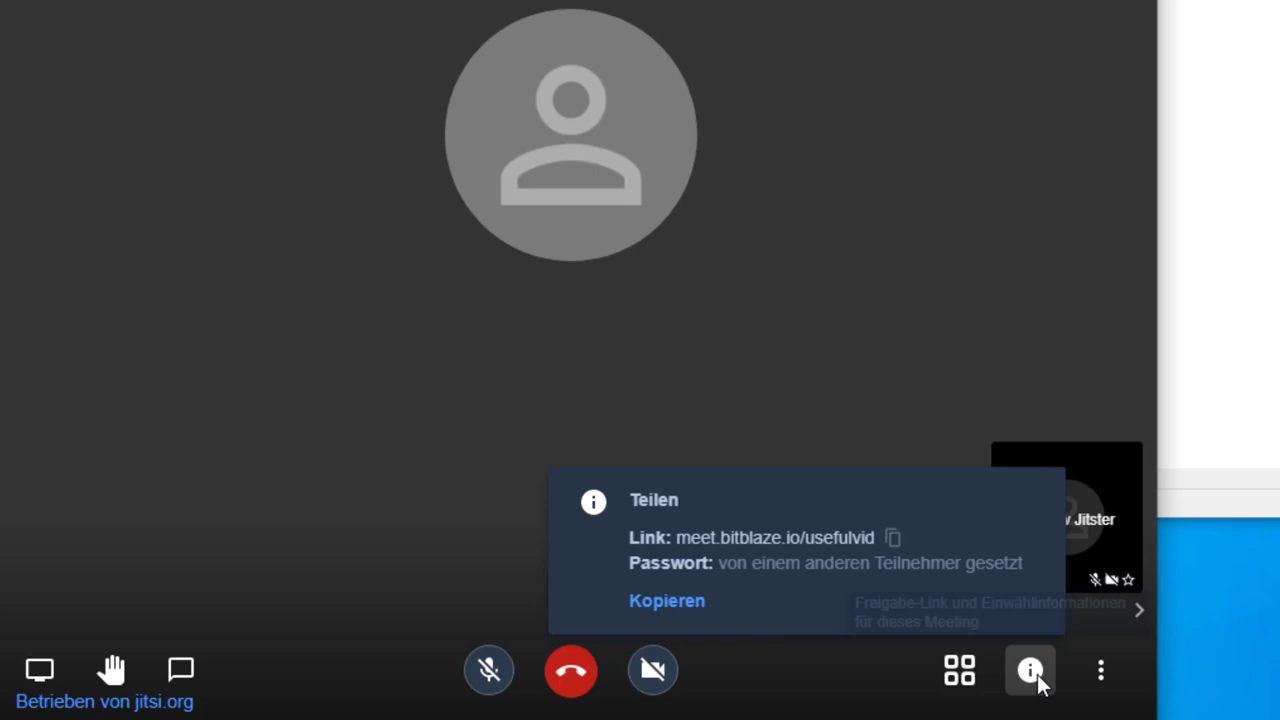 Teilen
Link: meet.bitblaze.io/usefulvid
Passwort: von einem anderen Teilnehmer gesetzt
Kopieren
Jitster
Freigabe-Link und Einwählinformationen
für dieses Meeting
Betrieben von jitsi.org